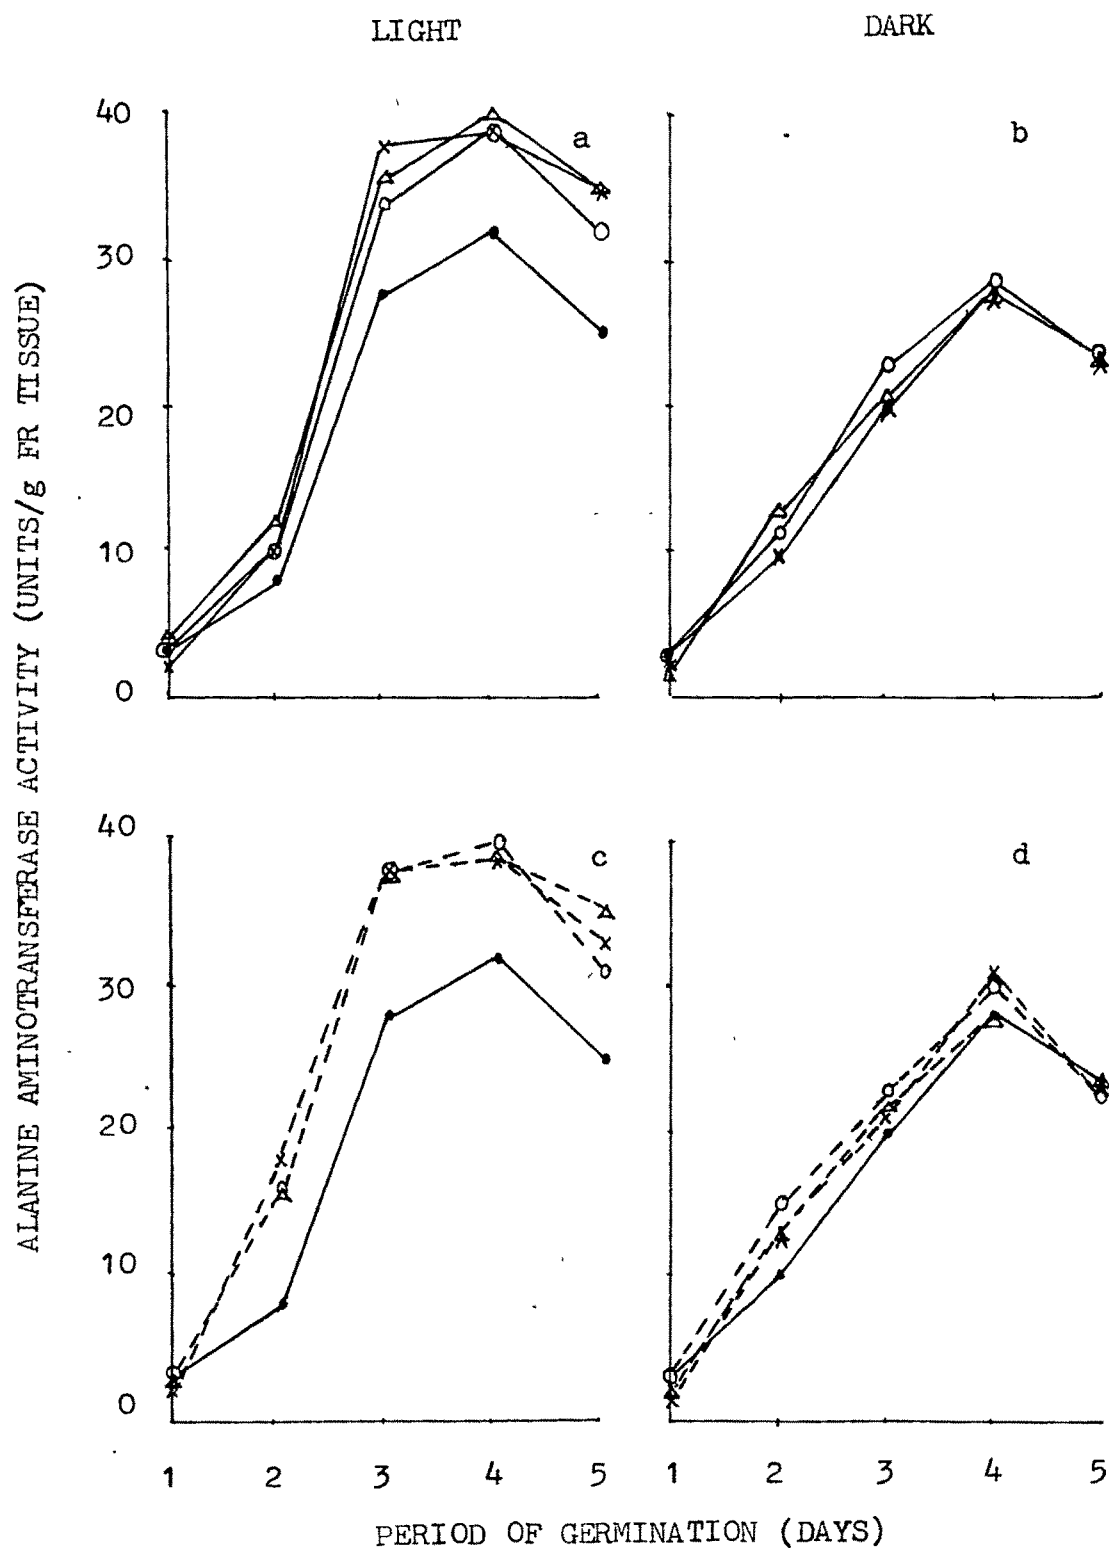 LIGHT
DARK
40
30
20
10
0
a
b
40
30
20
10
0
c
d
1 2 3 4 5
1 2 3 4 5
ALANINE AMINOTRANSFERASE ACTIVITY (UNITS/g FR TISSUE)
PERIOD OF GERMINATION (DAYS)